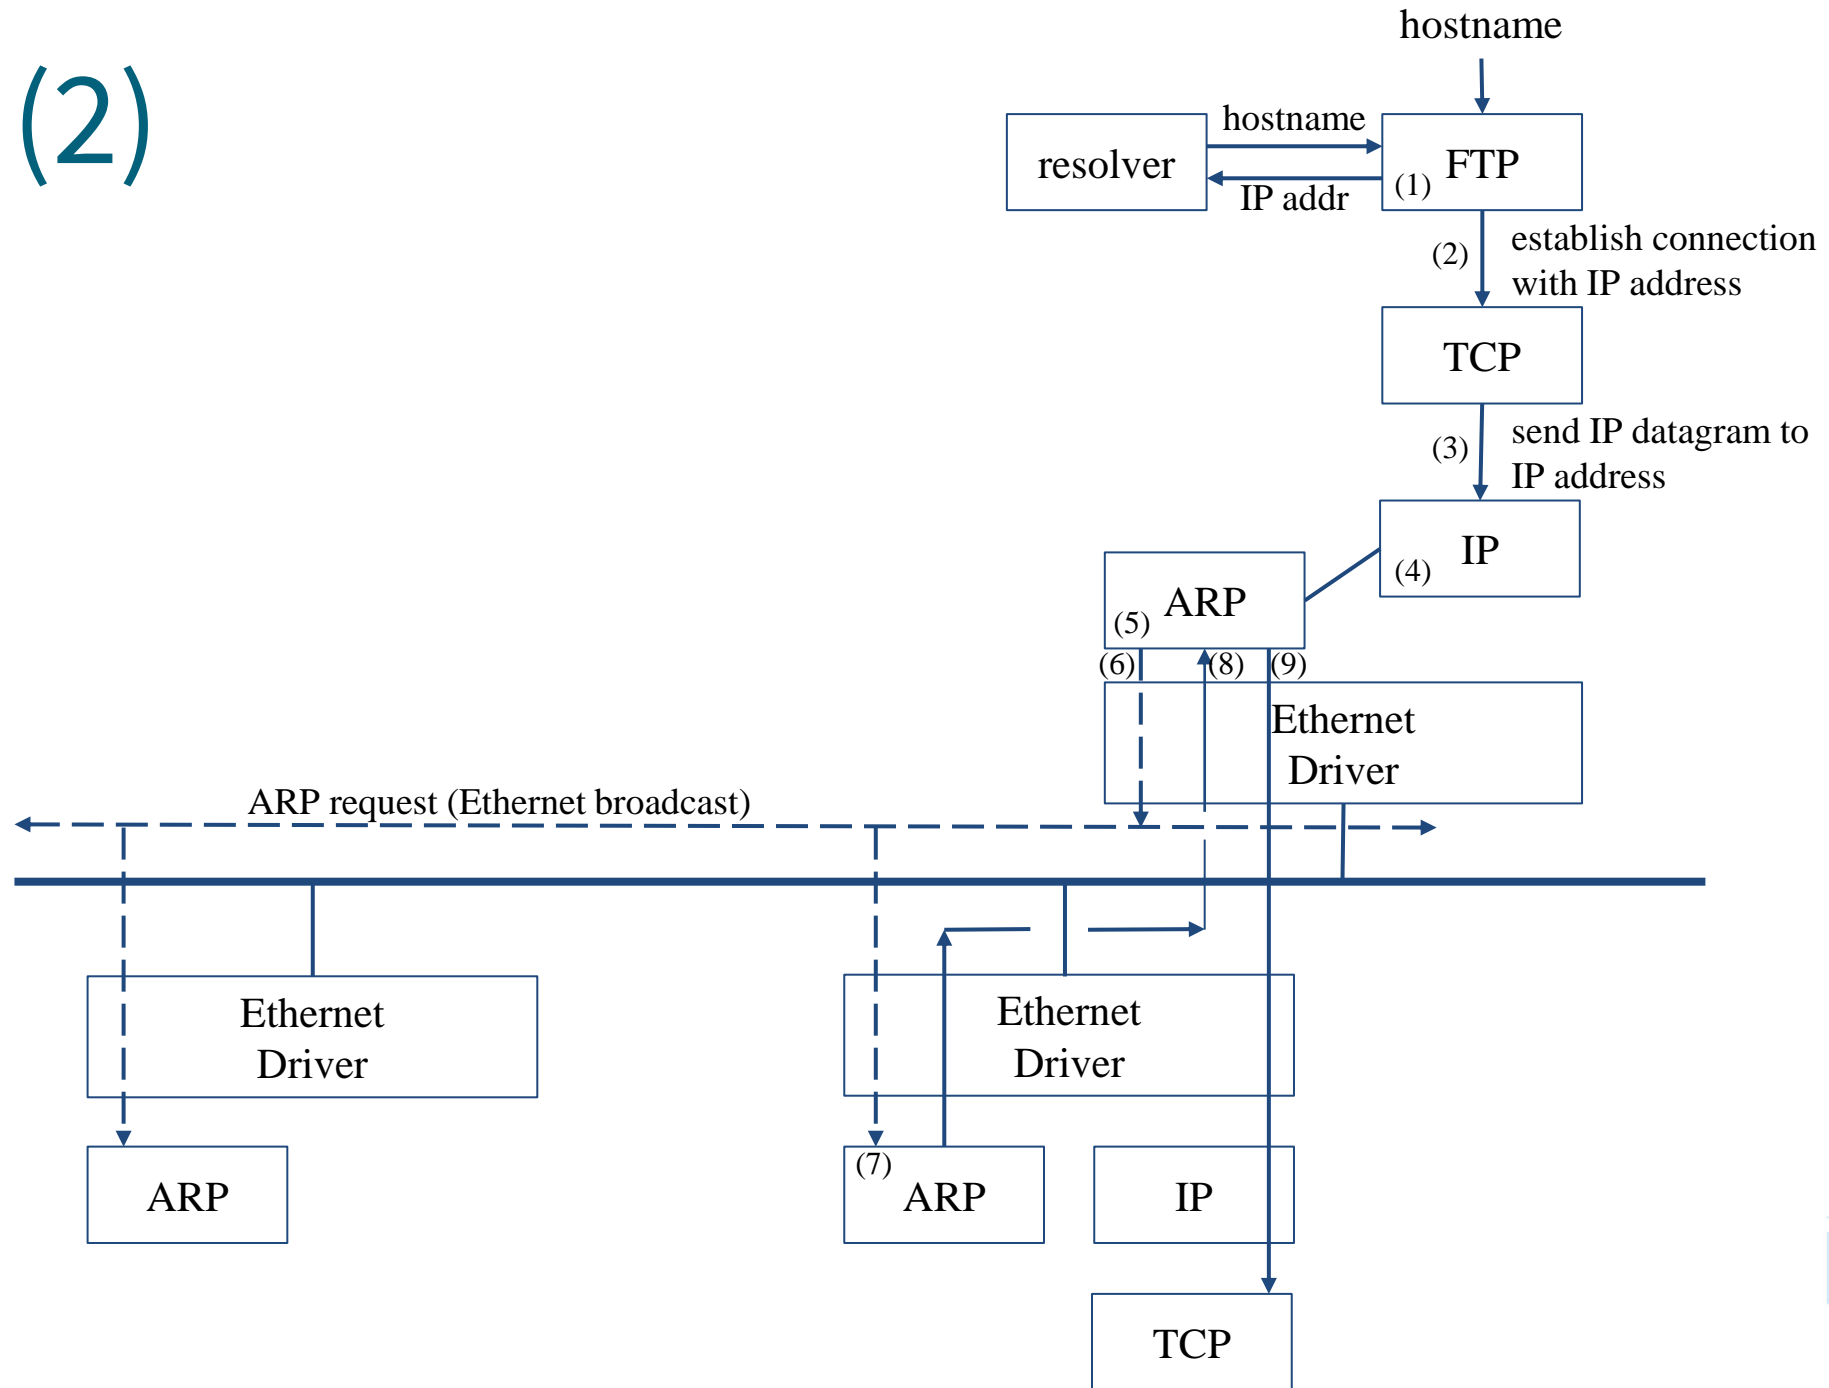 (2)
hostname
hostname
resolver
FTP
(1)
IP addr
establish connection
(2)
with IP address
TCP
send IP datagram to
(3)
IP address
IP
(4)
ARP
(5)
(6)
(8)
(9)
Ethernet
Driver
ARP request (Ethernet broadcast)
Ethernet
Driver
Ethernet
Driver
ARP
(7)
ARP
IP
TCP